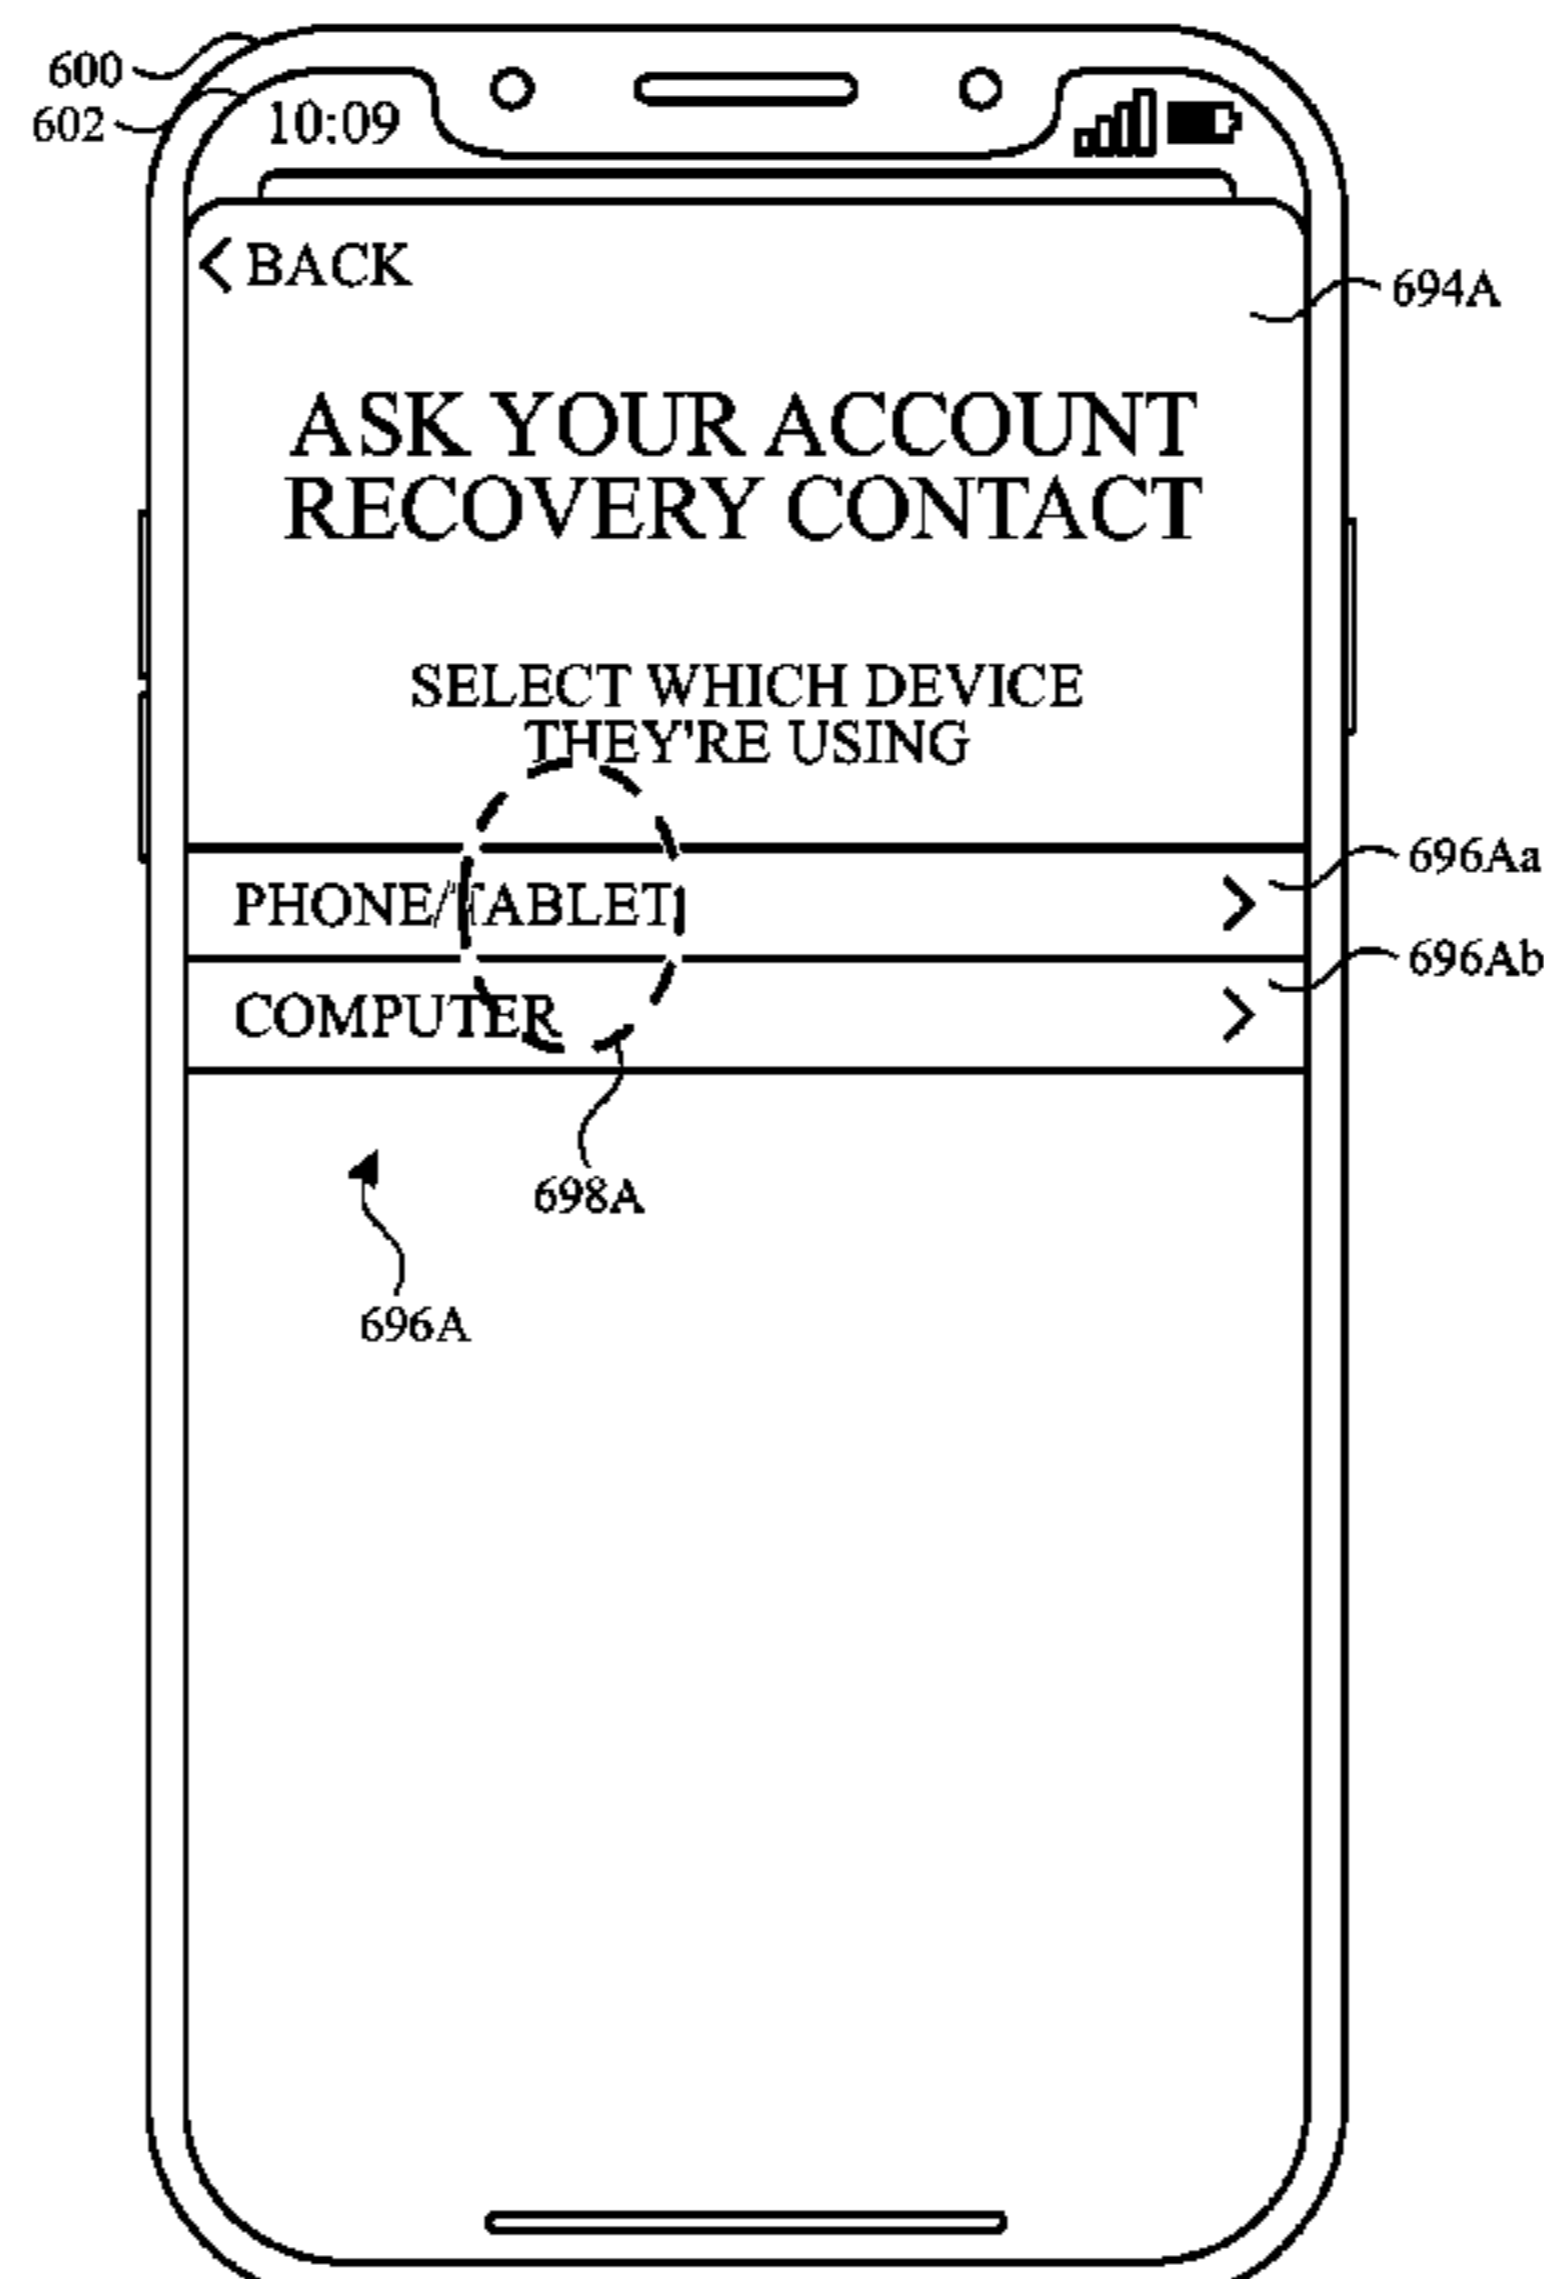 600
602
10:09
< BACK
694A
ASK YOUR ACCOUNT
RECOVERY CONTACT
SELECT WHICH DEVICE
THEY'RE USING
696Aa
PHONE/TABLET
696Ab
COMPUTER
698A
696A